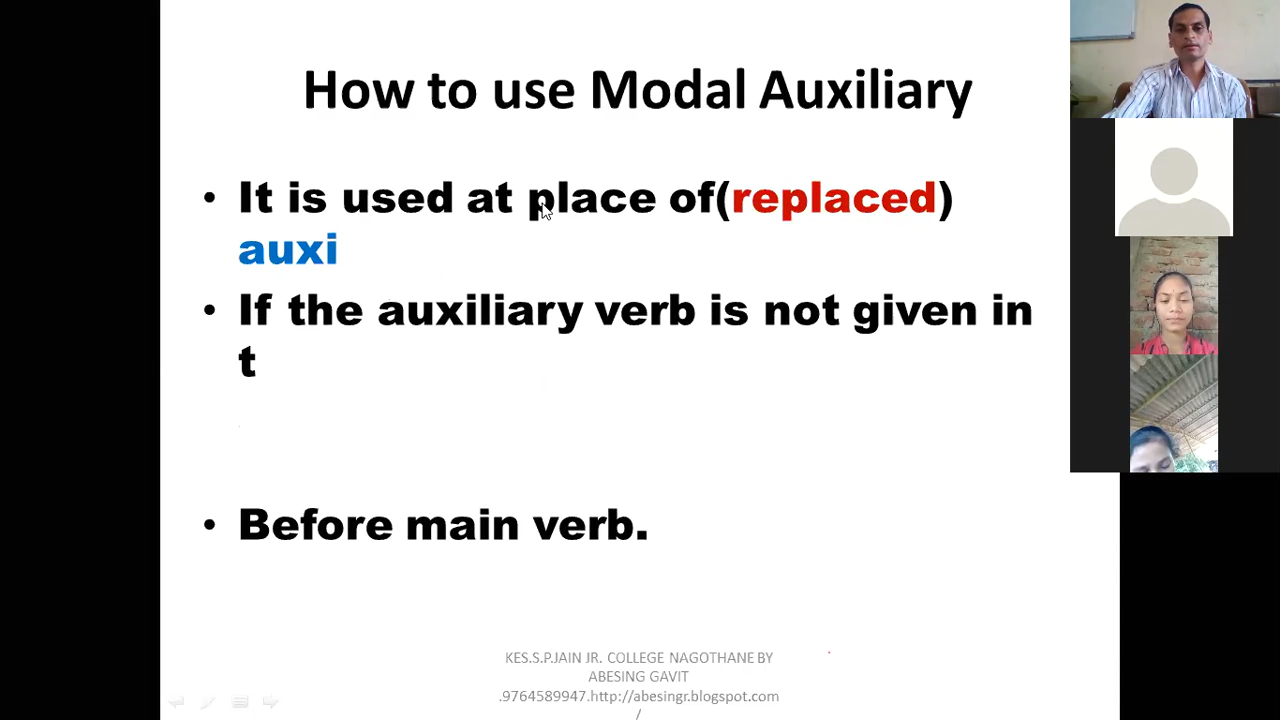 How to use Modal Auxiliary
• It is used at place of(replaced)
auxi
• If the auxiliary verb is not given in
t
• Before main verb.
KES.S.P.JAIN JR. COLLEGE NAGOTHANE BY
ABESING GAVIT
.9764589947.http://abesingr.blogspot.com
/